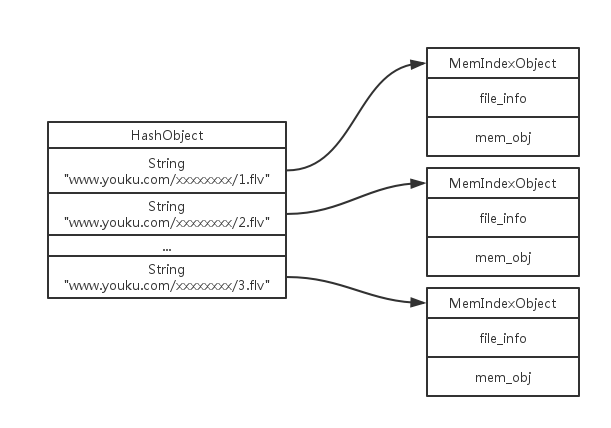 HashObject
String
"www.youku.com/xxxxxxxx/1.flv"
String
"www.youku.com/xxxxxxxx/2.flv"
...
String
"www.youku.com/xxxxxxxx/3.flv"
MemIndexObject
file_info
mem_obj
MemIndexObject
file_info
mem_obj
MemIndexObject
file_info
mem_obj